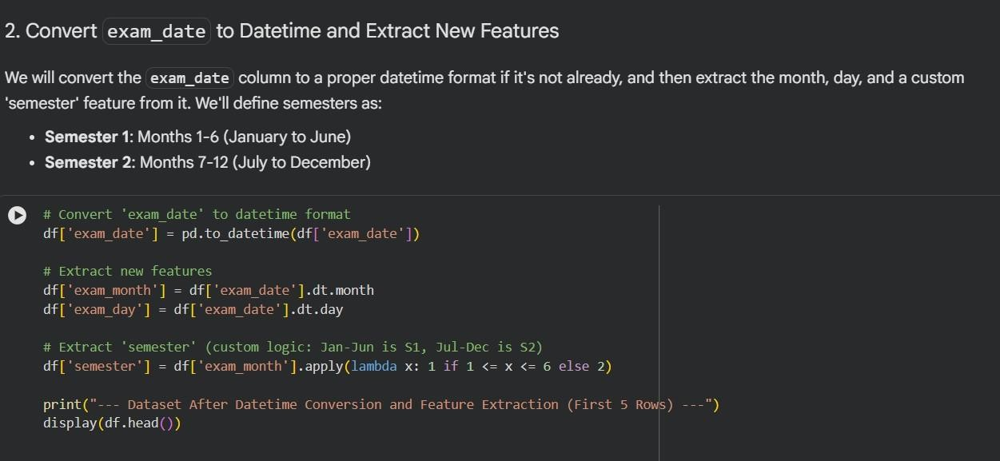 2. Convert exam_date to Datetime and Extract New Features
We will convert the exam_date column to a proper datetime format if it's not already, and then extract the month, day, and a custom
'semester' feature from it. We'll define semesters as:
• Semester 1: Months 1-6 (January to June)
• Semester 2: Months 7-12 (July to December)
# Convert 'exam_date' to datetime format
df['exam_date'] = pd.to_datetime(df['exam_date'])
# Extract new features
df['exam_month'] = df['exam_date'].dt.month
df['exam_day'] = df['exam_date'].dt.day
# Extract 'semester' (custom logic: Jan-Jun is S1, Jul-Dec is S2)
df['semester'] = df['exam_month'].apply(lambda x: 1 if 1 <= x <= 6 else 2)
print("--- Dataset After Datetime Conversion and Feature Extraction (First 5 Rows) ---")
display(df.head())